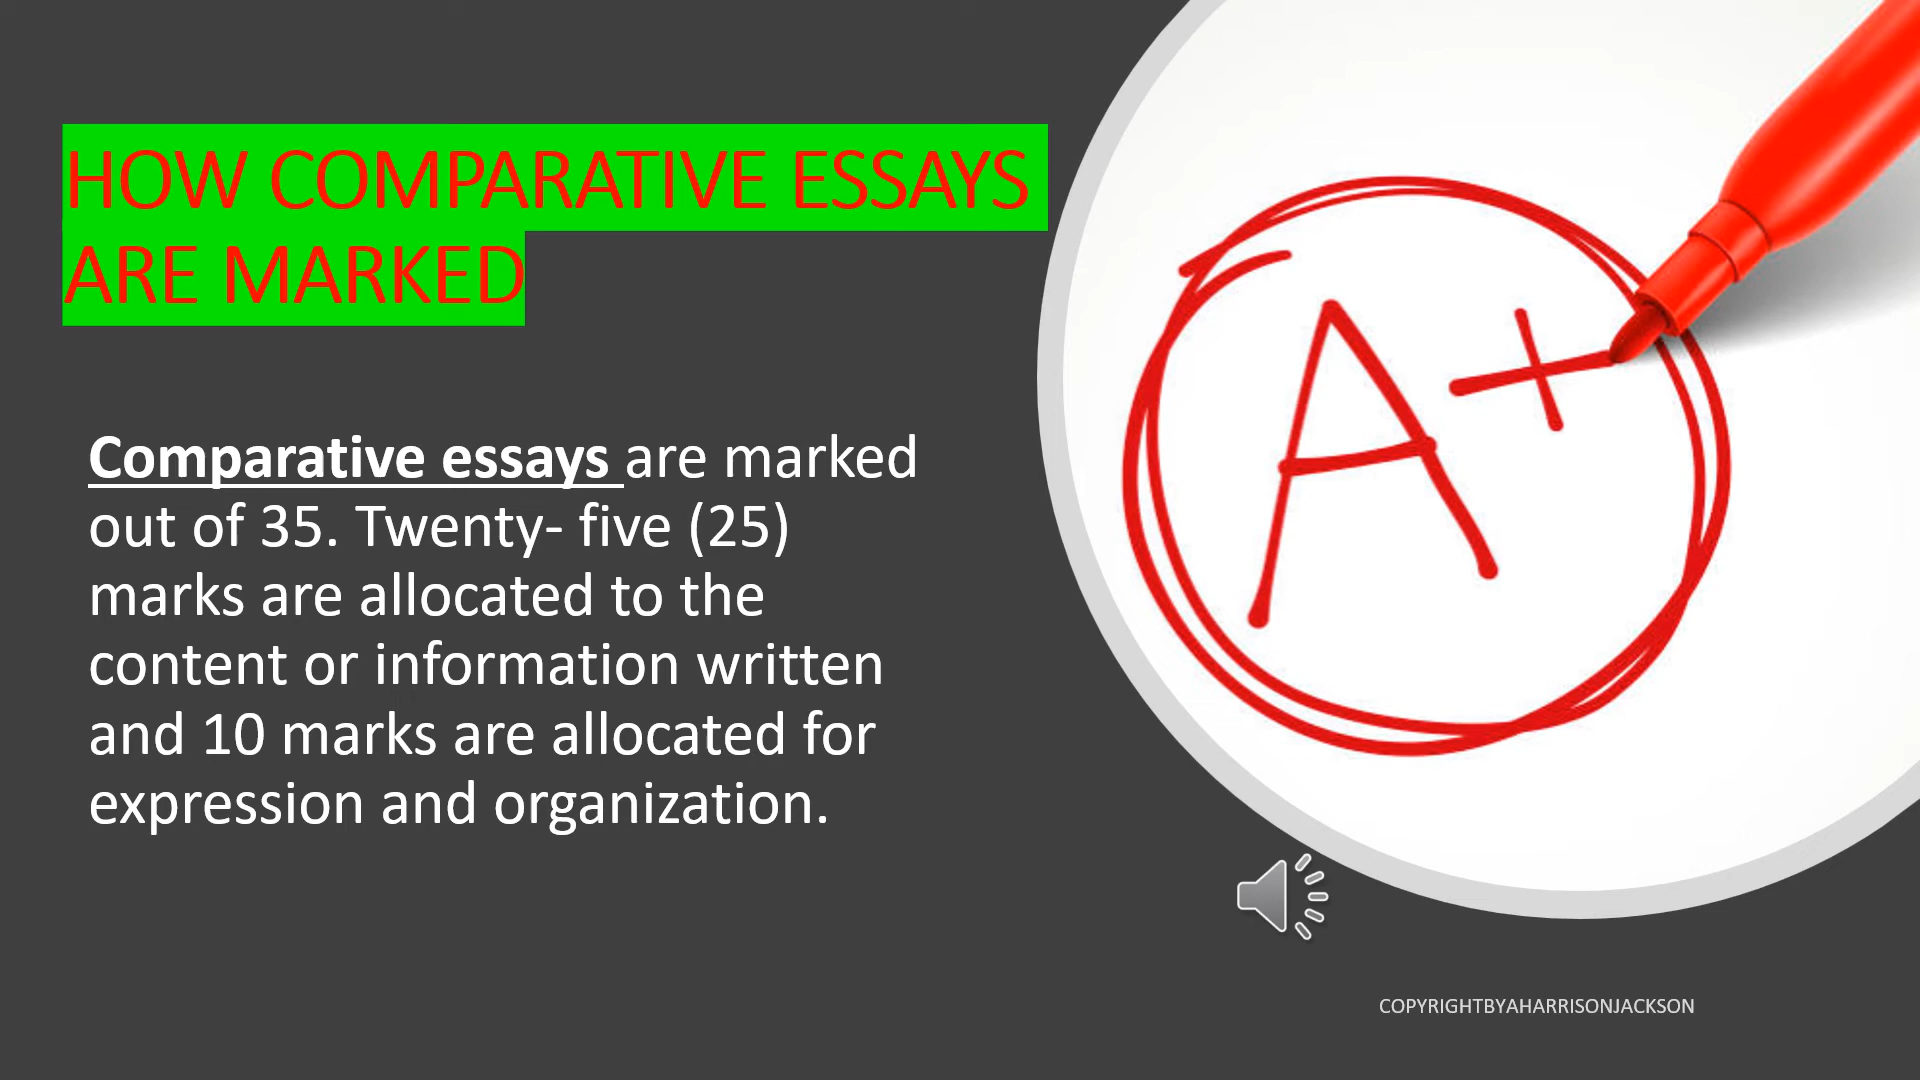 HOW COMPARATIVE ESSAYS
ARE MARKED
Comparative essays are marked
out of 35. Twenty- five (25)
marks are allocated to the
content or information written
and 10 marks are allocated for
expression and organization.
A+
COPYRIGHTBYAHARRISONJACKSON